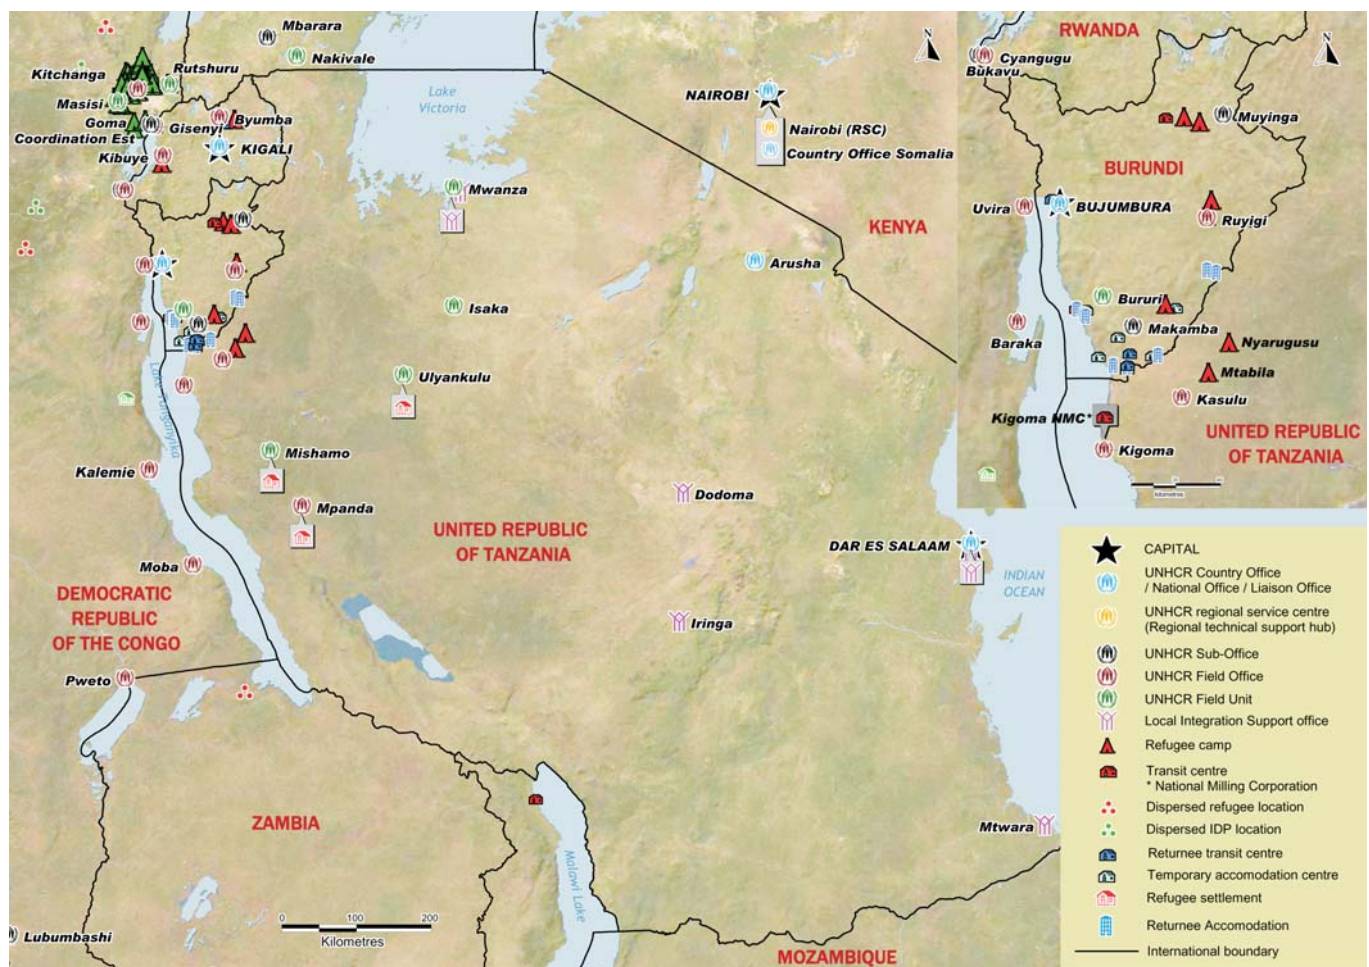 Mbarara
Nakivale
Kitchanga
Rutshuru
Masisi
Goma
Coordination Est
Gisenyi
Byumba
Kibuye
KIGALI
Lake
Victoria
N
NAIROBI
Nairobi (RSC)
Country Office Somalia
Mwanza
KENYA
Arusha
Isaka
Ulyankulu
Lake Tanganyika
Mishamo
Kalemie
Mpanda
Dodoma
UNITED REPUBLIC
OF TANZANIA
DAR ES SALAAM
INDIAN
OCEAN
Moba
DEMOCRATIC
REPUBLIC
OF THE CONGO
Iringa
Pweto
ZAMBIA
Mtwara
Malawi Lake
0 100 200
Kilometres
Lubumbashi
MOZAMBIQUE
RWANDA
N
Cyangugu
Bukavu
Muyinga
BURUNDI
Uvira
BUJUMBURA
Ruyigi
Bururi
Makamba
Baraka
Nyarugusu
Mtabila
Kasulu
Kigoma NMC*
Kigoma
UNITED REPUBLIC
OF TANZANIA
kilometres
CAPITAL
UNHCR Country Office
/ National Office / Liaison Office
UNHCR regional service centre
(Regional technical support hub)
UNHCR Sub-Office
UNHCR Field Office
UNHCR Field Unit
Local Integration Support office
Refugee camp
Transit centre
* National Milling Corporation
Dispersed refugee location
Dispersed IDP location
Returnee transit centre
Temporary accomodation centre
Refugee settlement
Returnee Accomodation
International boundary